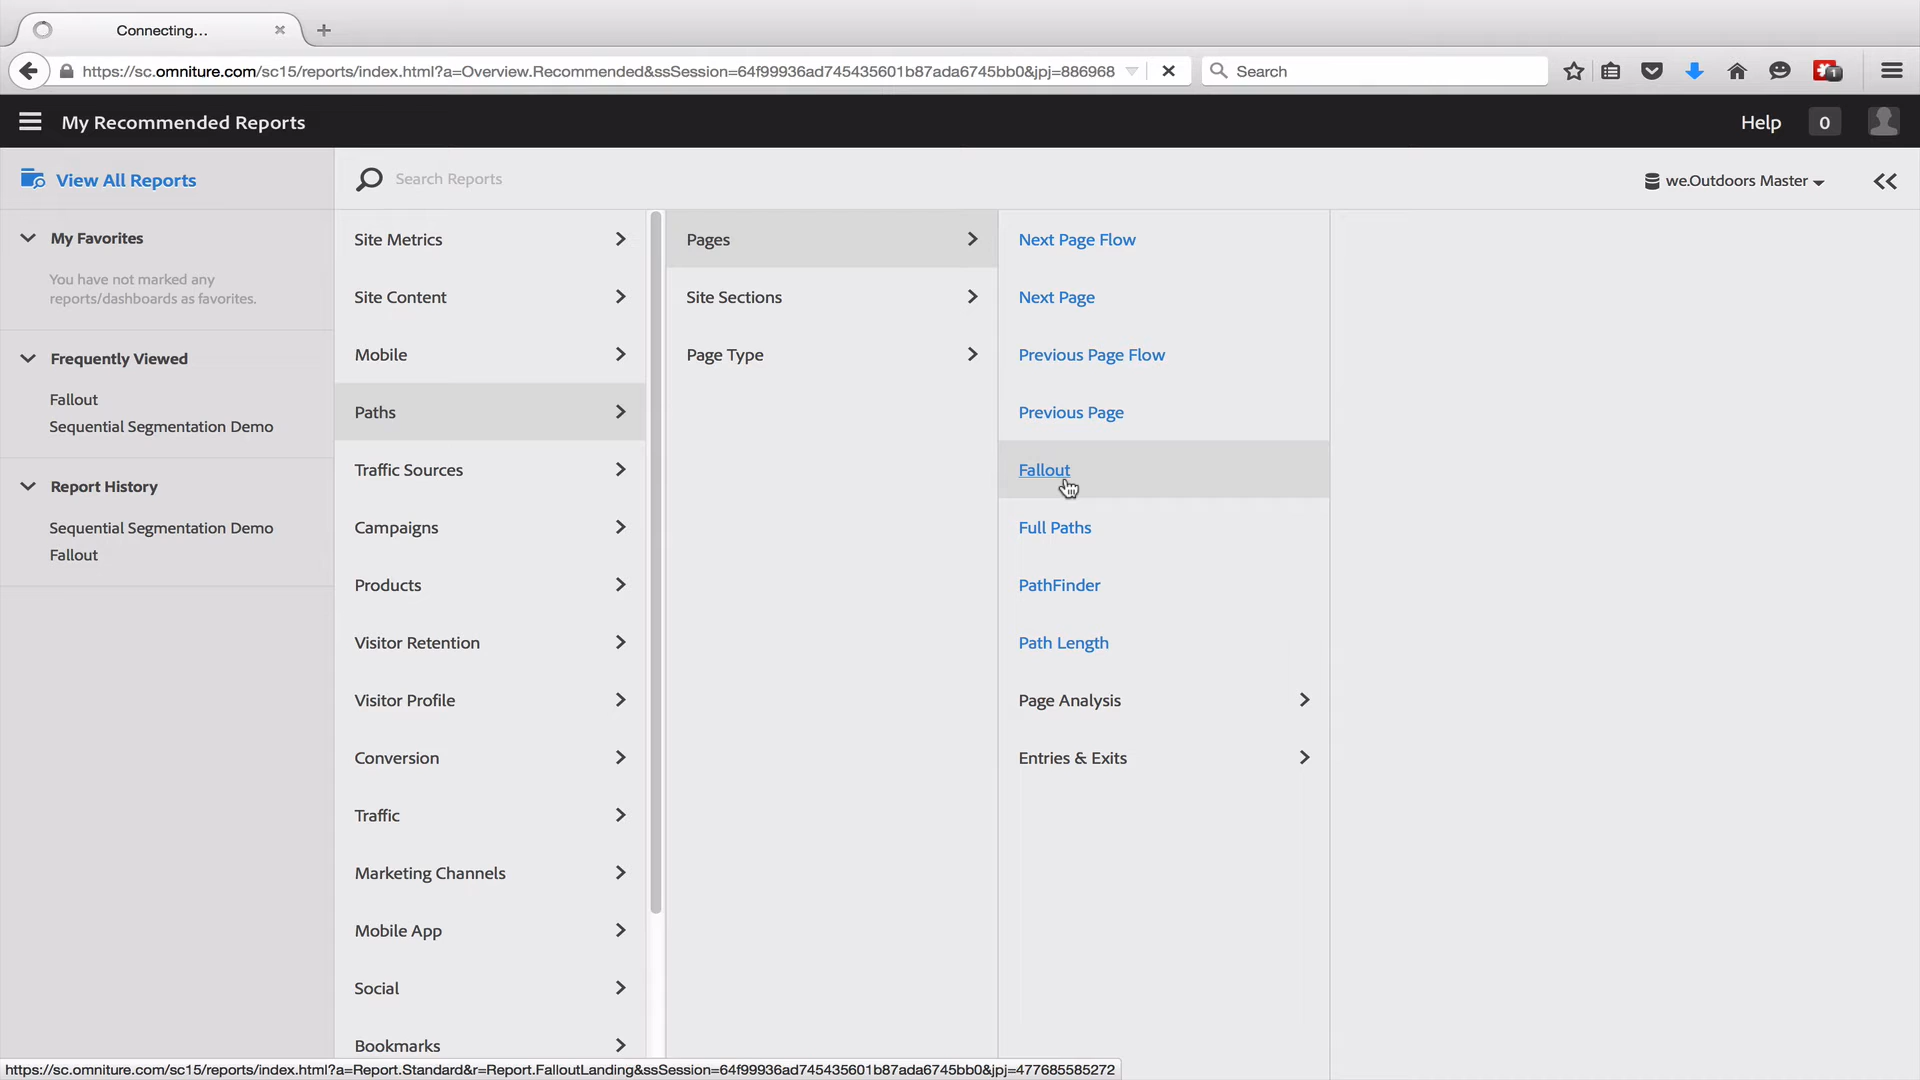 Connecting...
https://sc.omniture.com/sc15/reports/index.html?a=Overview.Recommended&ssSession=64f99936ad745435601b87ada6745bb0&jpj=886968
Search
1
My Recommended Reports
Help
0
View All Reports
Search Reports
we.Outdoors Master
My Favorites
You have not marked any
reports/dashboards as favorites.
Frequently Viewed
Fallout
Sequential Segmentation Demo
Report History
Sequential Segmentation Demo
Fallout
Site Metrics
Site Content
Mobile
Paths
Traffic Sources
Campaigns
Products
Visitor Retention
Visitor Profile
Conversion
Traffic
Marketing Channels
Mobile App
Social
Bookmarks
Pages
Site Sections
Page Type
Next Page Flow
Next Page
Previous Page Flow
Previous Page
Fallout
Full Paths
PathFinder
Path Length
Page Analysis
Entries & Exits
https://sc.omniture.com/sc15/reports/index.html?a=Report.Standard&r=Report.FalloutLanding&ssSession=64f99936ad745435601b87ada6745bb0&jpj=477685585272